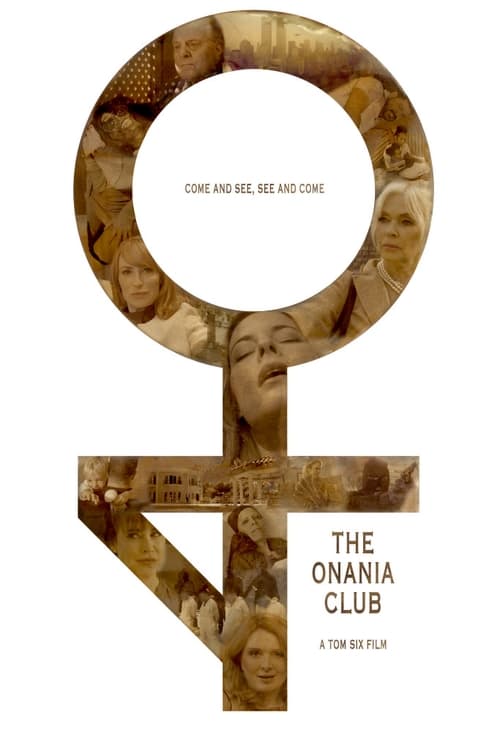 COME AND SEE, SEE AND COME
THE
ONANIA
CLUB
A TOM SIX FILM